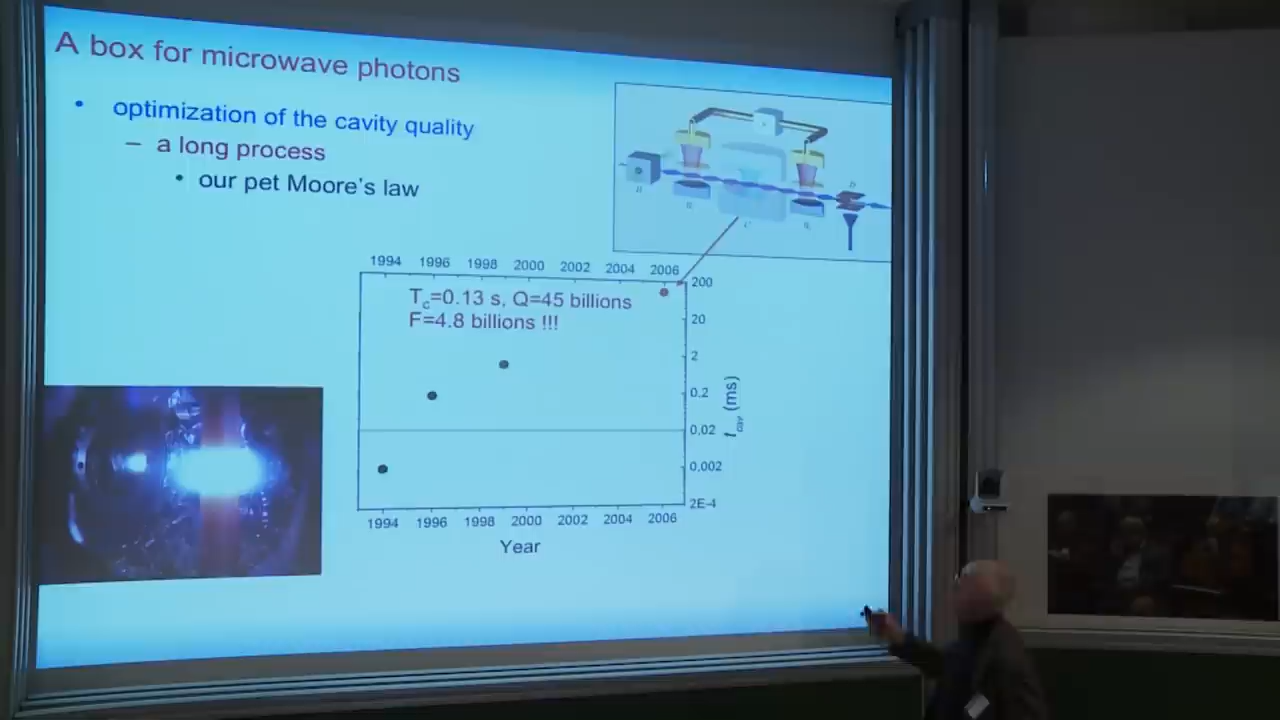 A box for microwave photons
• optimization of the cavity quality
– a long process
• our pet Moore's law
1994 1996 1998 2000 2002 2004 2006
T_c=0.13 s, Q=45 billions
F=4.8 billions !!!
200
20
2
0,2
0,02
0,002
2E-4
t_cav (ms)
1994 1996 1998 2000 2002 2004 2006
Year